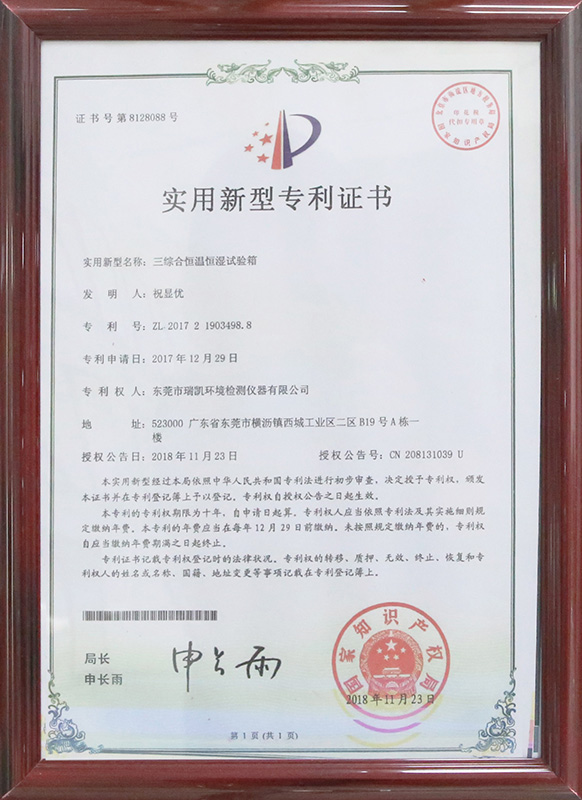 证书号第8128088号
国家知识产权局
代扣专用章
实用新型专利证书
实用新型名称：三综合恒温恒湿试验箱
发 明 人：祝显优
专 利 号：ZL 2017 2 1903498.8
专利申请日：2017年12月29日
专 利 权 人：东莞市瑞凯环境检测仪器有限公司
地 址：523000 广东省东莞市横沥镇西城工业区二区B19号A栋一
楼
授权公告日：2018年11月23日 授权公告号：CN 208131039 U
本实用新型经过本局依照中华人民共和国专利法进行初步审查，决定授予专利权，颁发
本证书并在专利登记簿上予以登记。专利权自授权公告之日起生效。
本专利的专利权期限为十年，自申请日起算。专利权人应当依照专利法及其实施细则规
定缴纳年费。本专利的年费应当在每年12月29日前缴纳。未按照规定缴纳年费的，专利权
自应当缴纳年费期满之日起终止。
专利证书记载专利权登记时的法律状况。专利权的转移、质押、无效、终止、恢复和专
利权人的姓名或名称、国籍、地址变更等事项记载在专利登记簿上。
局长
申长雨
申长雨
国家知识产权局
2018年11月23日
第1页(共1页)